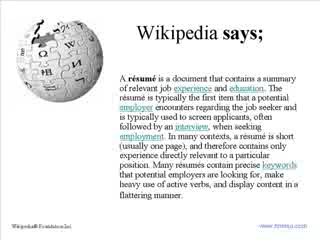 Wikipedia says;
A résumé is a document that contains a summary
of relevant job experience and education. The
résumé is typically the first item that a potential
employer encounters regarding the job seeker and
is typically used to screen applicants, often
followed by an interview, when seeking
employment. In many contexts, a résumé is short
(usually one page), and therefore contains only
experience directly relevant to a particular
position. Many résumés contain precise keywords
that potential employers are looking for, make
heavy use of active verbs, and display content in a
flattering manner.
Wikipedia® Foundation Inc.